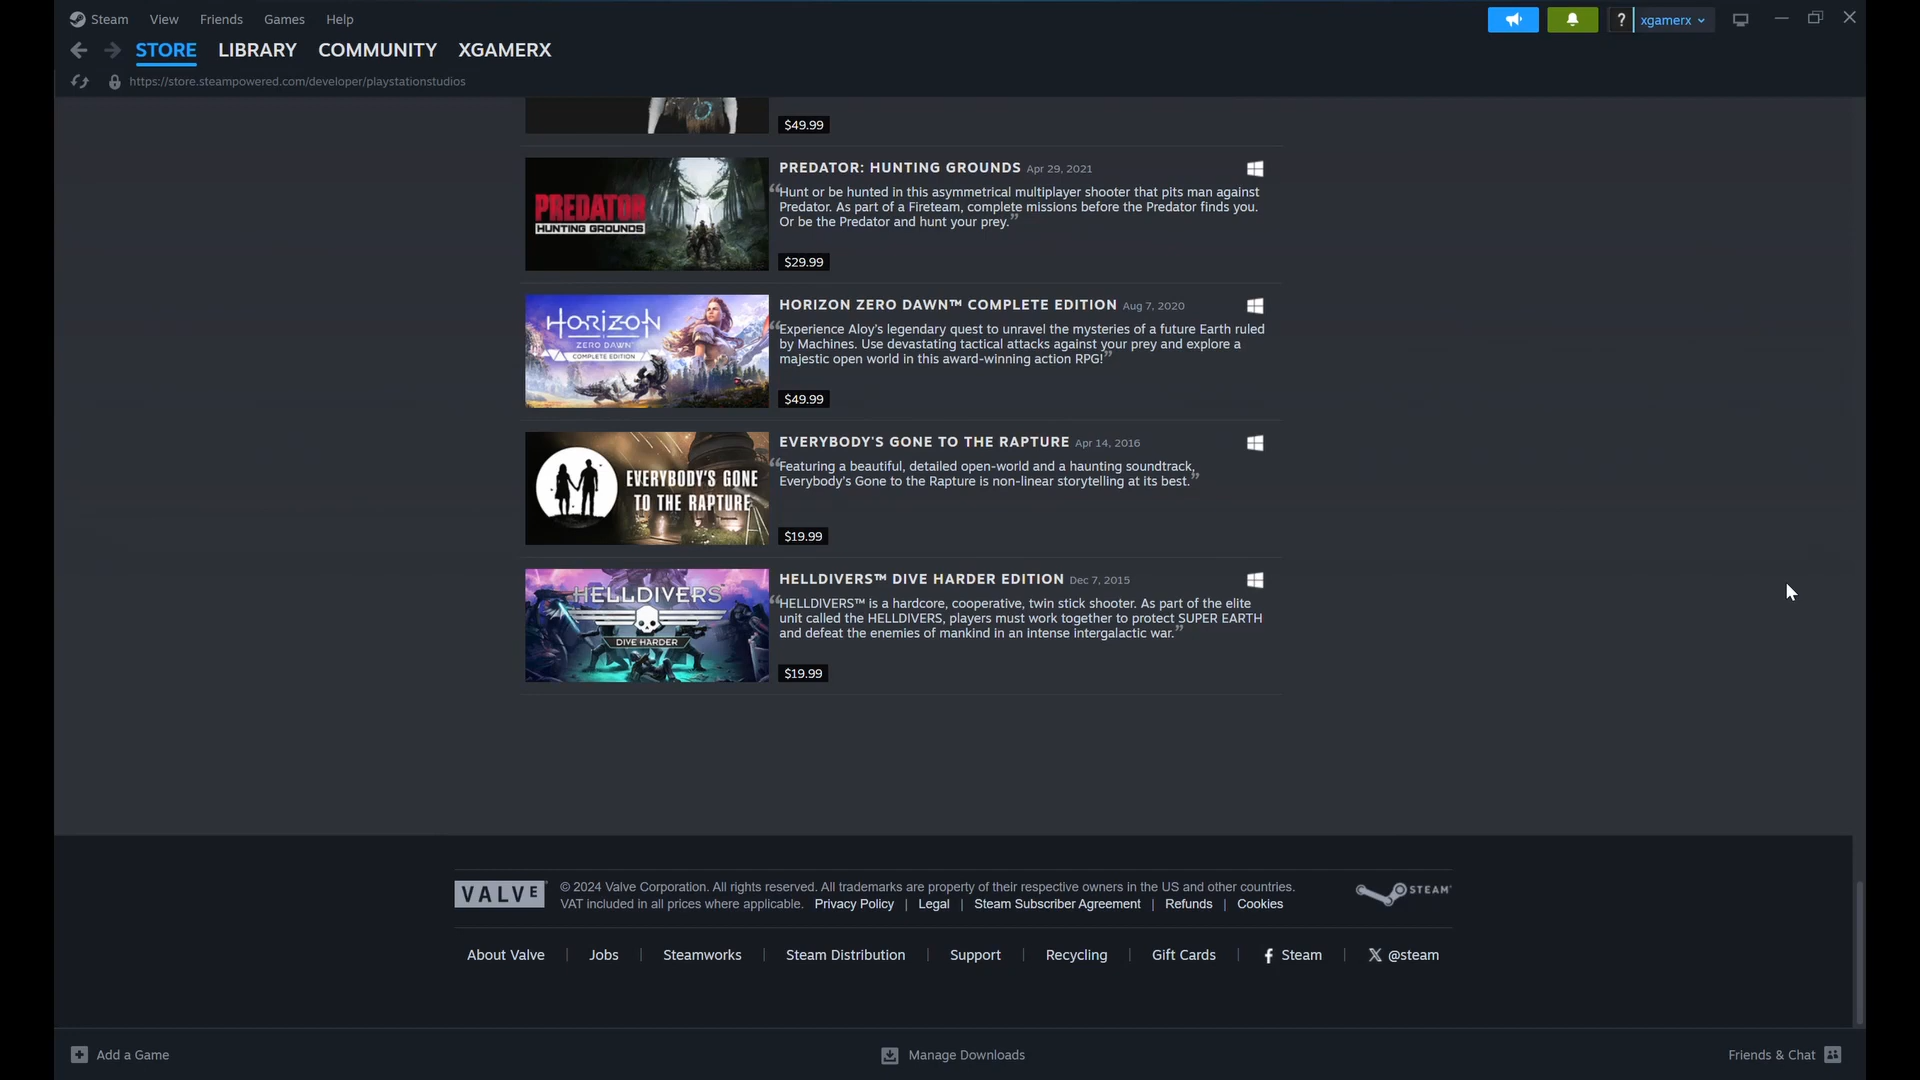 Steam View Friends Games Help
? xgamerx
STORE LIBRARY COMMUNITY XGAMERX
https://store.steampowered.com/developer/playstationstudios
$49.99
PREDATOR
HUNTING GROUNDS
PREDATOR: HUNTING GROUNDS Apr 29, 2021
“Hunt or be hunted in this asymmetrical multiplayer shooter that pits man against
Predator. As part of a Fireteam, complete missions before the Predator finds you.
Or be the Predator and hunt your prey.”
$29.99
HORIZON
ZERO DAWN™
COMPLETE EDITION
HORIZON ZERO DAWN™ COMPLETE EDITION Aug 7, 2020
“Experience Aloy’s legendary quest to unravel the mysteries of a future Earth ruled
by Machines. Use devastating tactical attacks against your prey and explore a
majestic open world in this award-winning action RPG!”
$49.99
EVERYBODY'S GONE
TO THE RAPTURE
EVERYBODY'S GONE TO THE RAPTURE Apr 14, 2016
“Featuring a beautiful, detailed open-world and a haunting soundtrack,
Everybody’s Gone to the Rapture is non-linear storytelling at its best.”
$19.99
HELLDIVERS™
DIVE HARDER
HELLDIVERS™ DIVE HARDER EDITION Dec 7, 2015
“HELLDIVERS™ is a hardcore, cooperative, twin stick shooter. As part of the elite
unit called the HELLDIVERS, players must work together to protect SUPER EARTH
and defeat the enemies of mankind in an intense intergalactic war.”
$19.99
VALVE
© 2024 Valve Corporation. All rights reserved. All trademarks are property of their respective owners in the US and other countries.
VAT included in all prices where applicable. Privacy Policy | Legal | Steam Subscriber Agreement | Refunds | Cookies
STEAM
About Valve | Jobs | Steamworks | Steam Distribution | Support | Recycling | Gift Cards | Steam | @steam
Add a Game
Manage Downloads
Friends & Chat